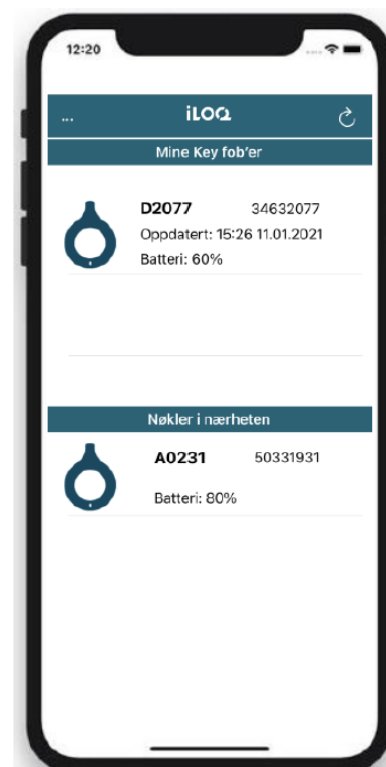 12:20
... iLOQ
Mine Key fob'er
D2077 34632077
Oppdatert: 15:26 11.01.2021
Batteri: 60%
Nøkler i nærheten
A0231 50331931
Batteri: 80%